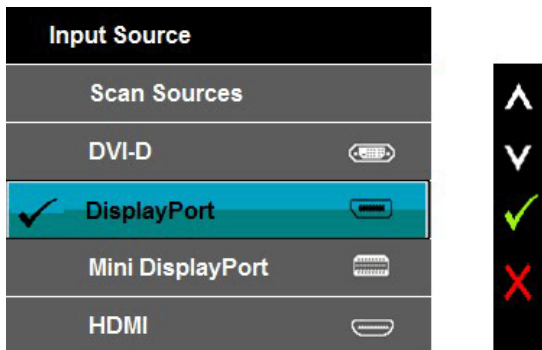 Input Source
Scan Sources
DVI-D
DisplayPort
Mini DisplayPort
HDMI